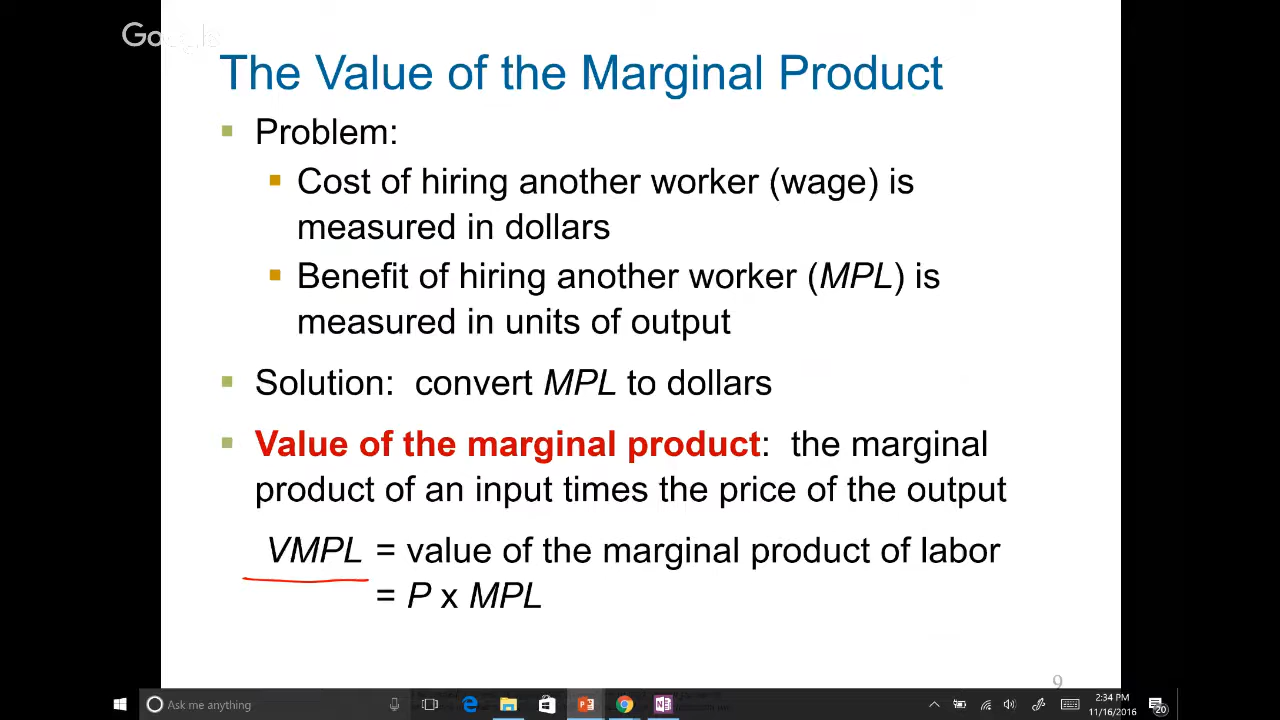 The Value of the Marginal Product
▪ Problem:
▪ Cost of hiring another worker (wage) is
measured in dollars
▪ Benefit of hiring another worker (MPL) is
measured in units of output
▪ Solution: convert MPL to dollars
▪ Value of the marginal product: the marginal
product of an input times the price of the output
VMPL = value of the marginal product of labor
= P x MPL
9
Ask me anything
2:34 PM
11/16/2016
20